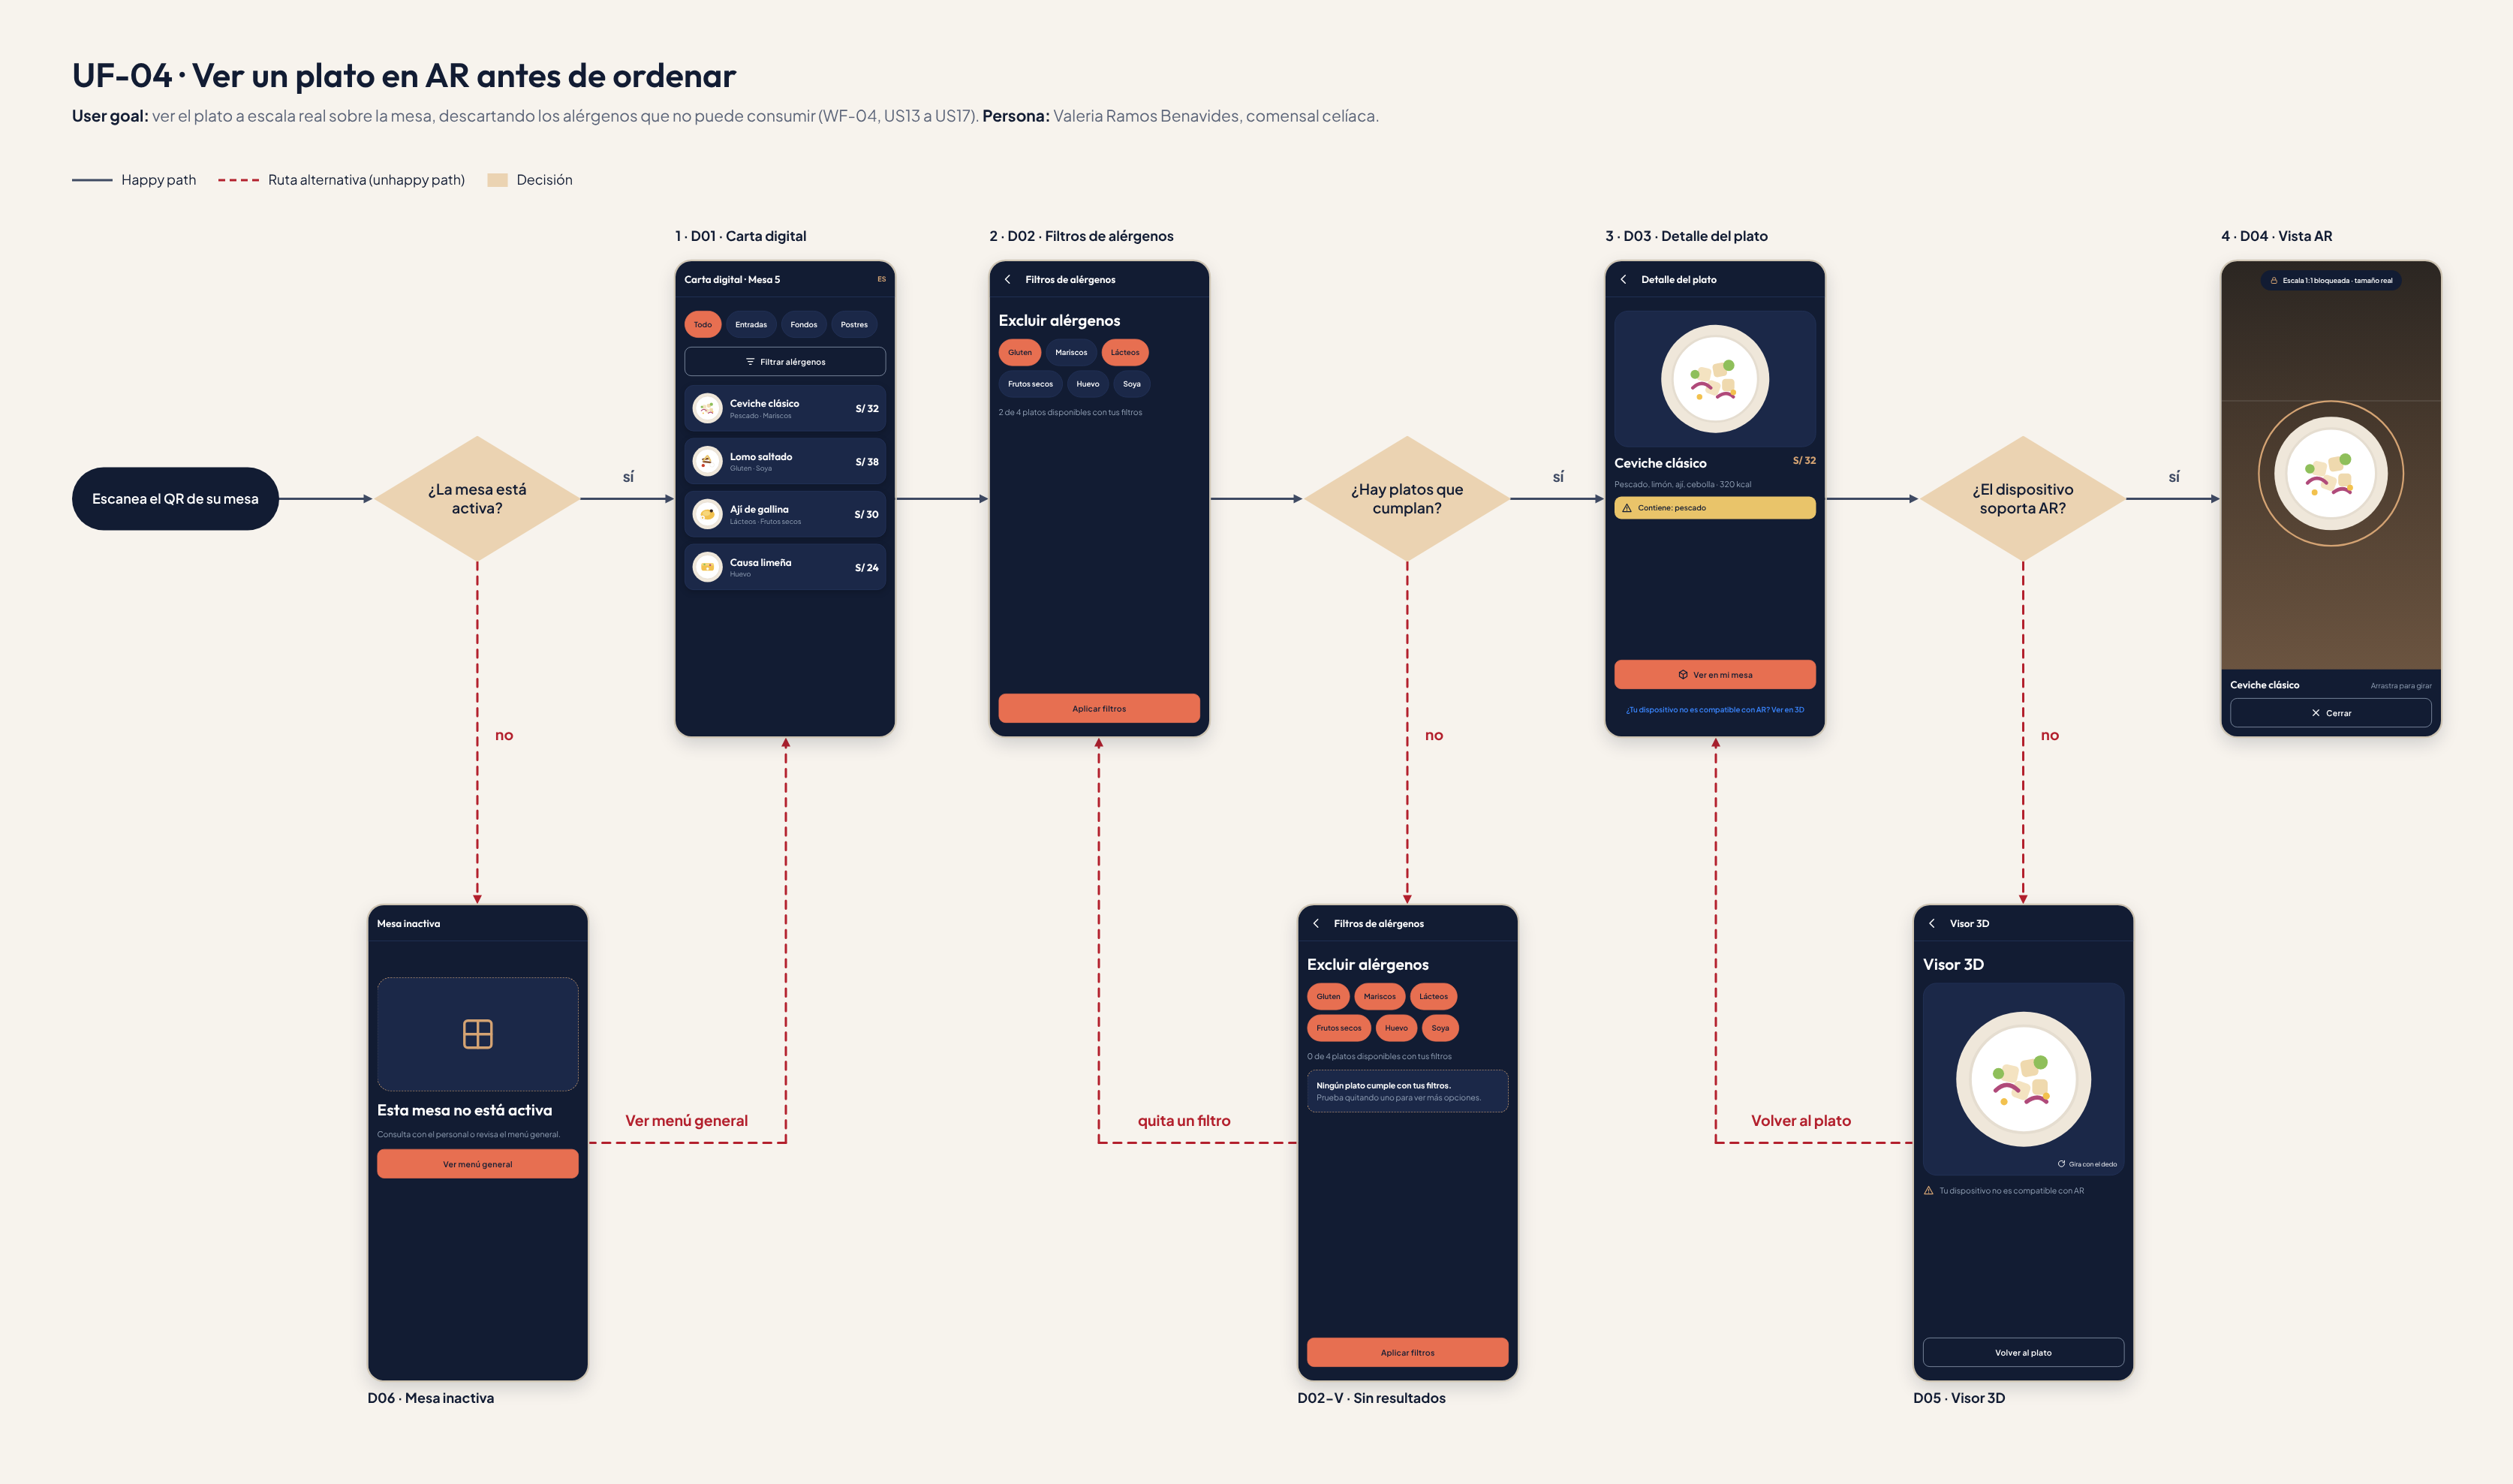 UF-04 · Ver un plato en AR antes de ordenar
User goal: ver el plato a escala real sobre la mesa, descartando los alérgenos que no puede consumir (WF-04, US13 a US17). Persona: Valeria Ramos Benavides, comensal celíaca.
Happy path
Ruta alternativa (unhappy path)
Decisión
Escanea el QR de su mesa
¿La mesa está
activa?
sí
no
1 · D01 · Carta digital
Carta digital · Mesa 5
ES
Todo
Entradas
Fondos
Postres
Filtrar alérgenos
Ceviche clásico
Pescado · Mariscos
S/ 32
Lomo saltado
Gluten · Soya
S/ 38
Ají de gallina
Lácteos · Frutos secos
S/ 30
Causa limeña
Huevo
S/ 24
2 · D02 · Filtros de alérgenos
Filtros de alérgenos
Excluir alérgenos
Gluten
Mariscos
Lácteos
Frutos secos
Huevo
Soya
2 de 4 platos disponibles con tus filtros
Aplicar filtros
¿Hay platos que
cumplan?
sí
no
3 · D03 · Detalle del plato
Detalle del plato
Ceviche clásico
S/ 32
Pescado, limón, ají, cebolla · 320 kcal
Contiene: pescado
Ver en mi mesa
¿Tu dispositivo no es compatible con AR? Ver en 3D
¿El dispositivo
soporta AR?
sí
no
4 · D04 · Vista AR
Escala 1:1 bloqueada · tamaño real
Ceviche clásico
Arrastra para girar
Cerrar
Mesa inactiva
Esta mesa no está activa
Consulta con el personal o revisa el menú general.
Ver menú general
D06 · Mesa inactiva
Ver menú general
quita un filtro
Filtros de alérgenos
Excluir alérgenos
Gluten
Mariscos
Lácteos
Frutos secos
Huevo
Soya
0 de 4 platos disponibles con tus filtros
Ningún plato cumple con tus filtros.
Prueba quitando uno para ver más opciones.
Aplicar filtros
D02-V · Sin resultados
Volver al plato
Visor 3D
Visor 3D
Gira con el dedo
Tu dispositivo no es compatible con AR
Volver al plato
D05 · Visor 3D